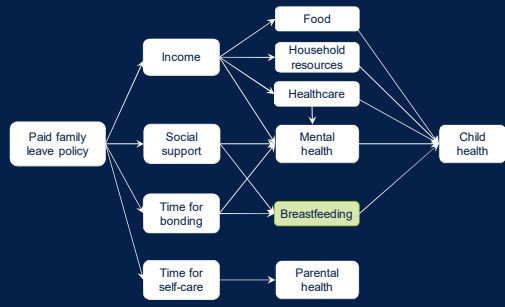 Food
Income
Household
resources
Healthcare
Paid family
leave policy
Social
support
Mental
health
Child
health
Time for
bonding
Breastfeeding
Time for
self-care
Parental
health